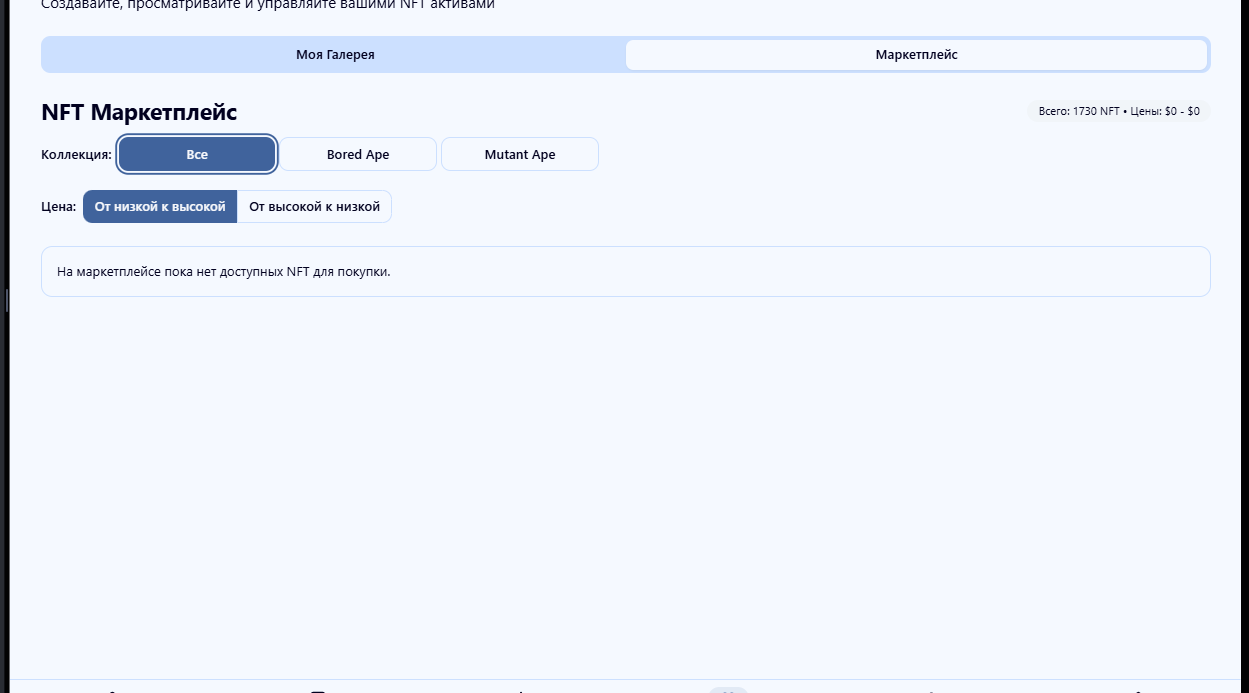 Создавайте, просматривайте и управляйте вашими NFT активами
Моя Галерея
Маркетплейс
NFT Маркетплейс
Всего: 1730 NFT • Цены: $0 - $0
Коллекция:
Все
Bored Ape
Mutant Ape
Цена:
От низкой к высокой
От высокой к низкой
На маркетплейсе пока нет доступных NFT для покупки.